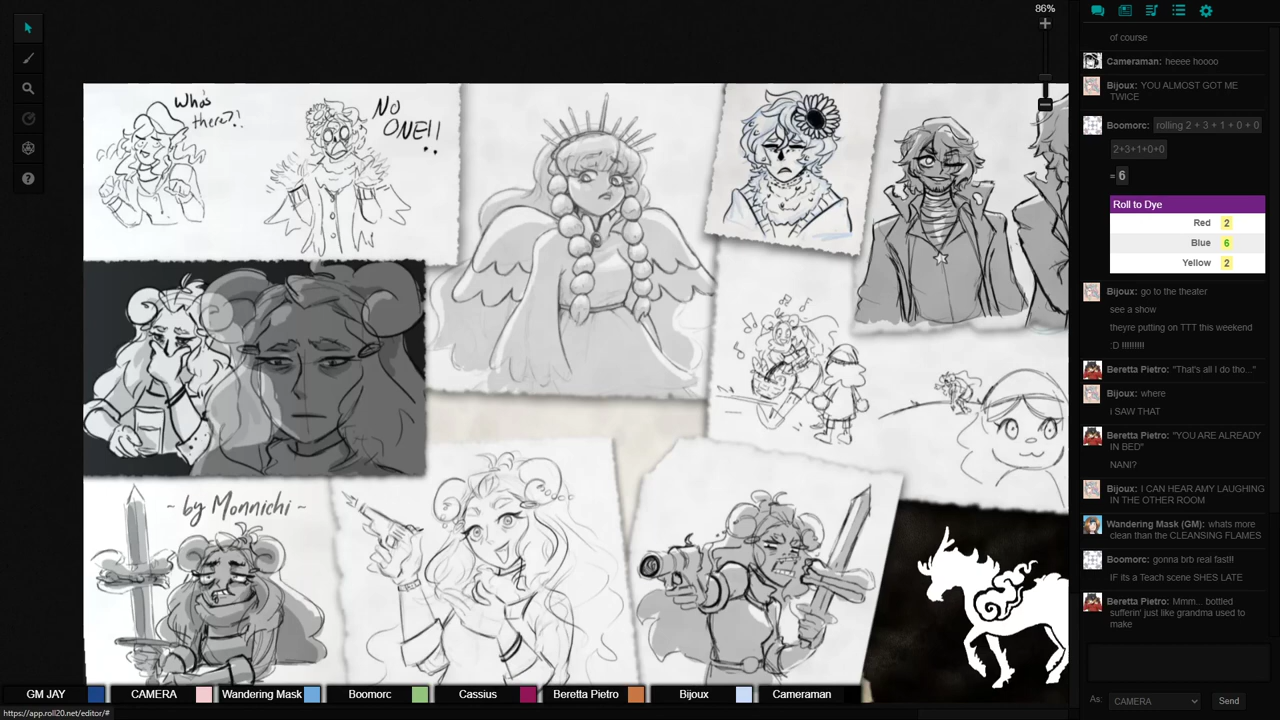 86%
Who's
there?!
NO
ONE!!
~ by Monnichi ~
of course
Cameraman: heeee hoooo
Bijoux: YOU ALMOST GOT ME
TWICE
Boomorc: rolling 2 + 3 + 1 + 0 + 0
2+3+1+0+0
= 6
Roll to Dye
Red 2
Blue 6
Yellow 2
Bijoux: go to the theater
see a show
theyre putting on TTT this weekend
:D !!!!!!!!!
Beretta Pietro: "That's all I do tho..."
Bijoux: where
I SAW THAT
Beretta Pietro: "YOU ARE ALREADY
IN BED"
NANI?
Bijoux: I CAN HEAR AMY LAUGHING
IN THE OTHER ROOM
Wandering Mask (GM): whats more
clean than the CLEANSING FLAMES
Boomorc: gonna brb real fast!!
IF its a Teach scene SHES LATE
Beretta Pietro: Mmm... bottled
sufferin' just like grandma used to
make
GM JAY
CAMERA
Wandering Mask
Boomorc
Cassius
Beretta Pietro
Bijoux
Cameraman
As: CAMERA Send
https://app.roll20.net/editor/#